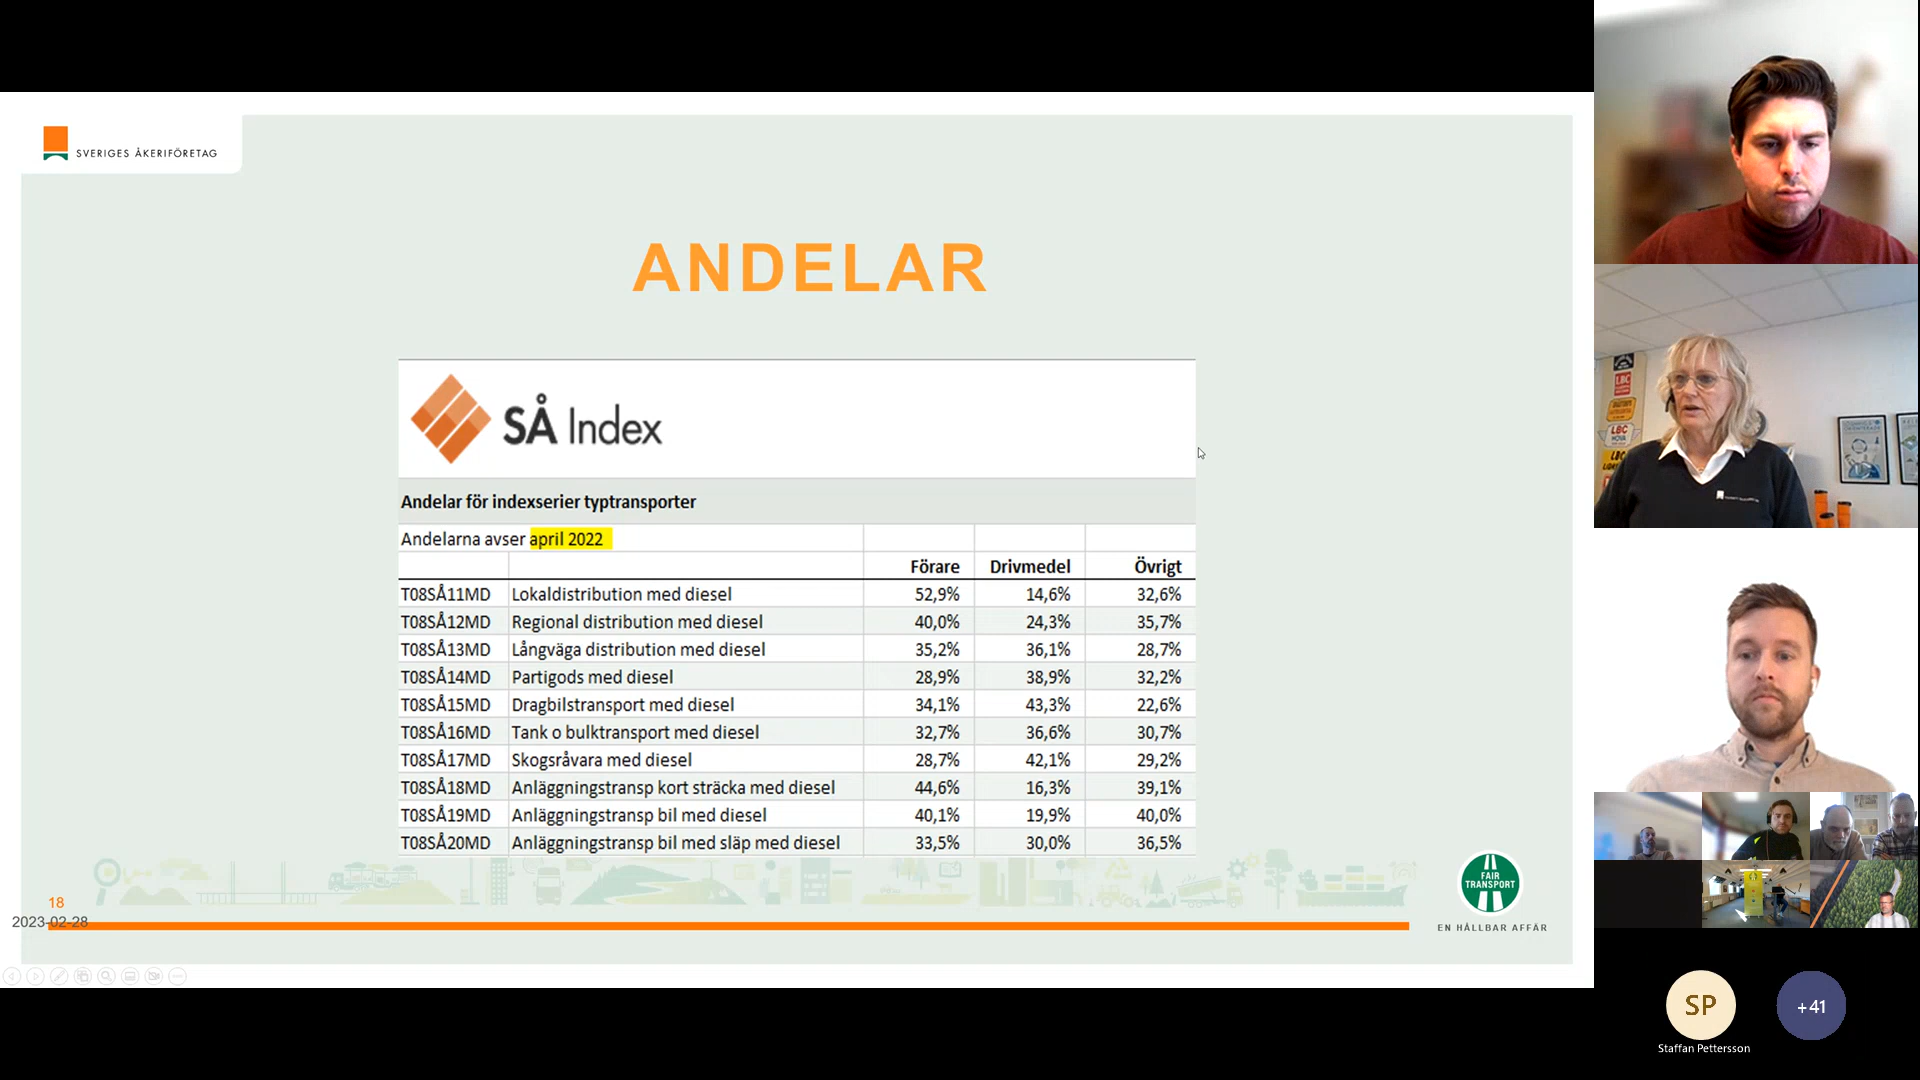 SVERIGES ÅKERIFÖRETAG
ANDELAR
SÅ Index
Andelar för indexserier typtransporter
Andelarna avser april 2022
Förare Drivmedel Övrigt
T08SÅ11MD Lokaldistribution med diesel 52,9% 14,6% 32,6%
T08SÅ12MD Regional distribution med diesel 40,0% 24,3% 35,7%
T08SÅ13MD Långväga distribution med diesel 35,2% 36,1% 28,7%
T08SÅ14MD Partigods med diesel 28,9% 38,9% 32,2%
T08SÅ15MD Dragbilstransport med diesel 34,1% 43,3% 22,6%
T08SÅ16MD Tank o bulktransport med diesel 32,7% 36,6% 30,7%
T08SÅ17MD Skogsråvara med diesel 28,7% 42,1% 29,2%
T08SÅ18MD Anläggningstransp kort sträcka med diesel 44,6% 16,3% 39,1%
T08SÅ19MD Anläggningstransp bil med diesel 40,1% 19,9% 40,0%
T08SÅ20MD Anläggningstransp bil med släp med diesel 33,5% 30,0% 36,5%
18
2023-02-28
FAIR
TRANSPORT
EN HÅLLBAR AFFÄR
LBC
LBC
LBC
SP
+41
Staffan Pettersson